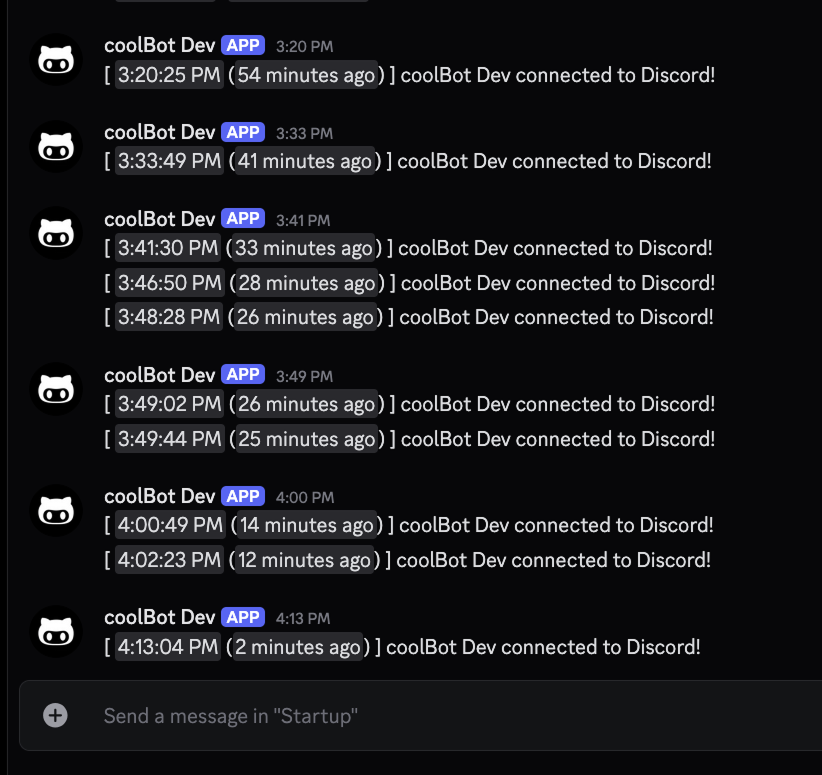 coolBot Dev APP 3:20 PM
[ 3:20:25 PM (54 minutes ago) ] coolBot Dev connected to Discord!
coolBot Dev APP 3:33 PM
[ 3:33:49 PM (41 minutes ago) ] coolBot Dev connected to Discord!
coolBot Dev APP 3:41 PM
[ 3:41:30 PM (33 minutes ago) ] coolBot Dev connected to Discord!
[ 3:46:50 PM (28 minutes ago) ] coolBot Dev connected to Discord!
[ 3:48:28 PM (26 minutes ago) ] coolBot Dev connected to Discord!
coolBot Dev APP 3:49 PM
[ 3:49:02 PM (26 minutes ago) ] coolBot Dev connected to Discord!
[ 3:49:44 PM (25 minutes ago) ] coolBot Dev connected to Discord!
coolBot Dev APP 4:00 PM
[ 4:00:49 PM (14 minutes ago) ] coolBot Dev connected to Discord!
[ 4:02:23 PM (12 minutes ago) ] coolBot Dev connected to Discord!
coolBot Dev APP 4:13 PM
[ 4:13:04 PM (2 minutes ago) ] coolBot Dev connected to Discord!
Send a message in "Startup"